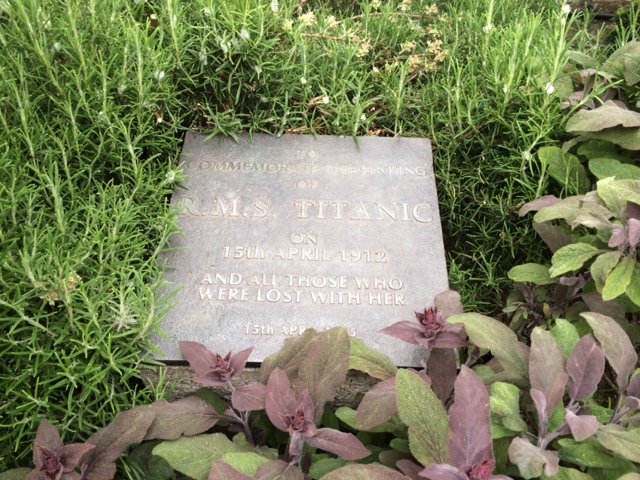 TO
COMMEMORATE THE SINKING
OF
R.M.S. TITANIC
ON
15th APRIL 1912
AND ALL THOSE WHO
WERE LOST WITH HER
15th